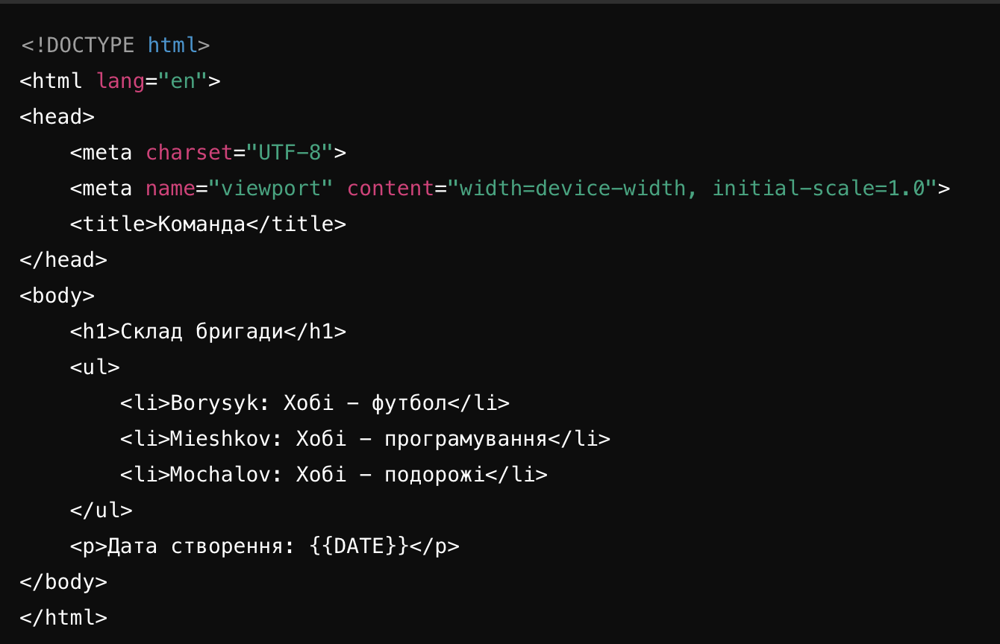 <!DOCTYPE html>
<html lang="en">
<head>
    <meta charset="UTF-8">
    <meta name="viewport" content="width=device-width, initial-scale=1.0">
    <title>Команда</title>
</head>
<body>
    <h1>Склад бригади</h1>
    <ul>
        <li>Borysyk: Хобі - футбол</li>
        <li>Mieshkov: Хобі - програмування</li>
        <li>Mochalov: Хобі - подорожі</li>
    </ul>
    <p>Дата створення: {{DATE}}</p>
</body>
</html>